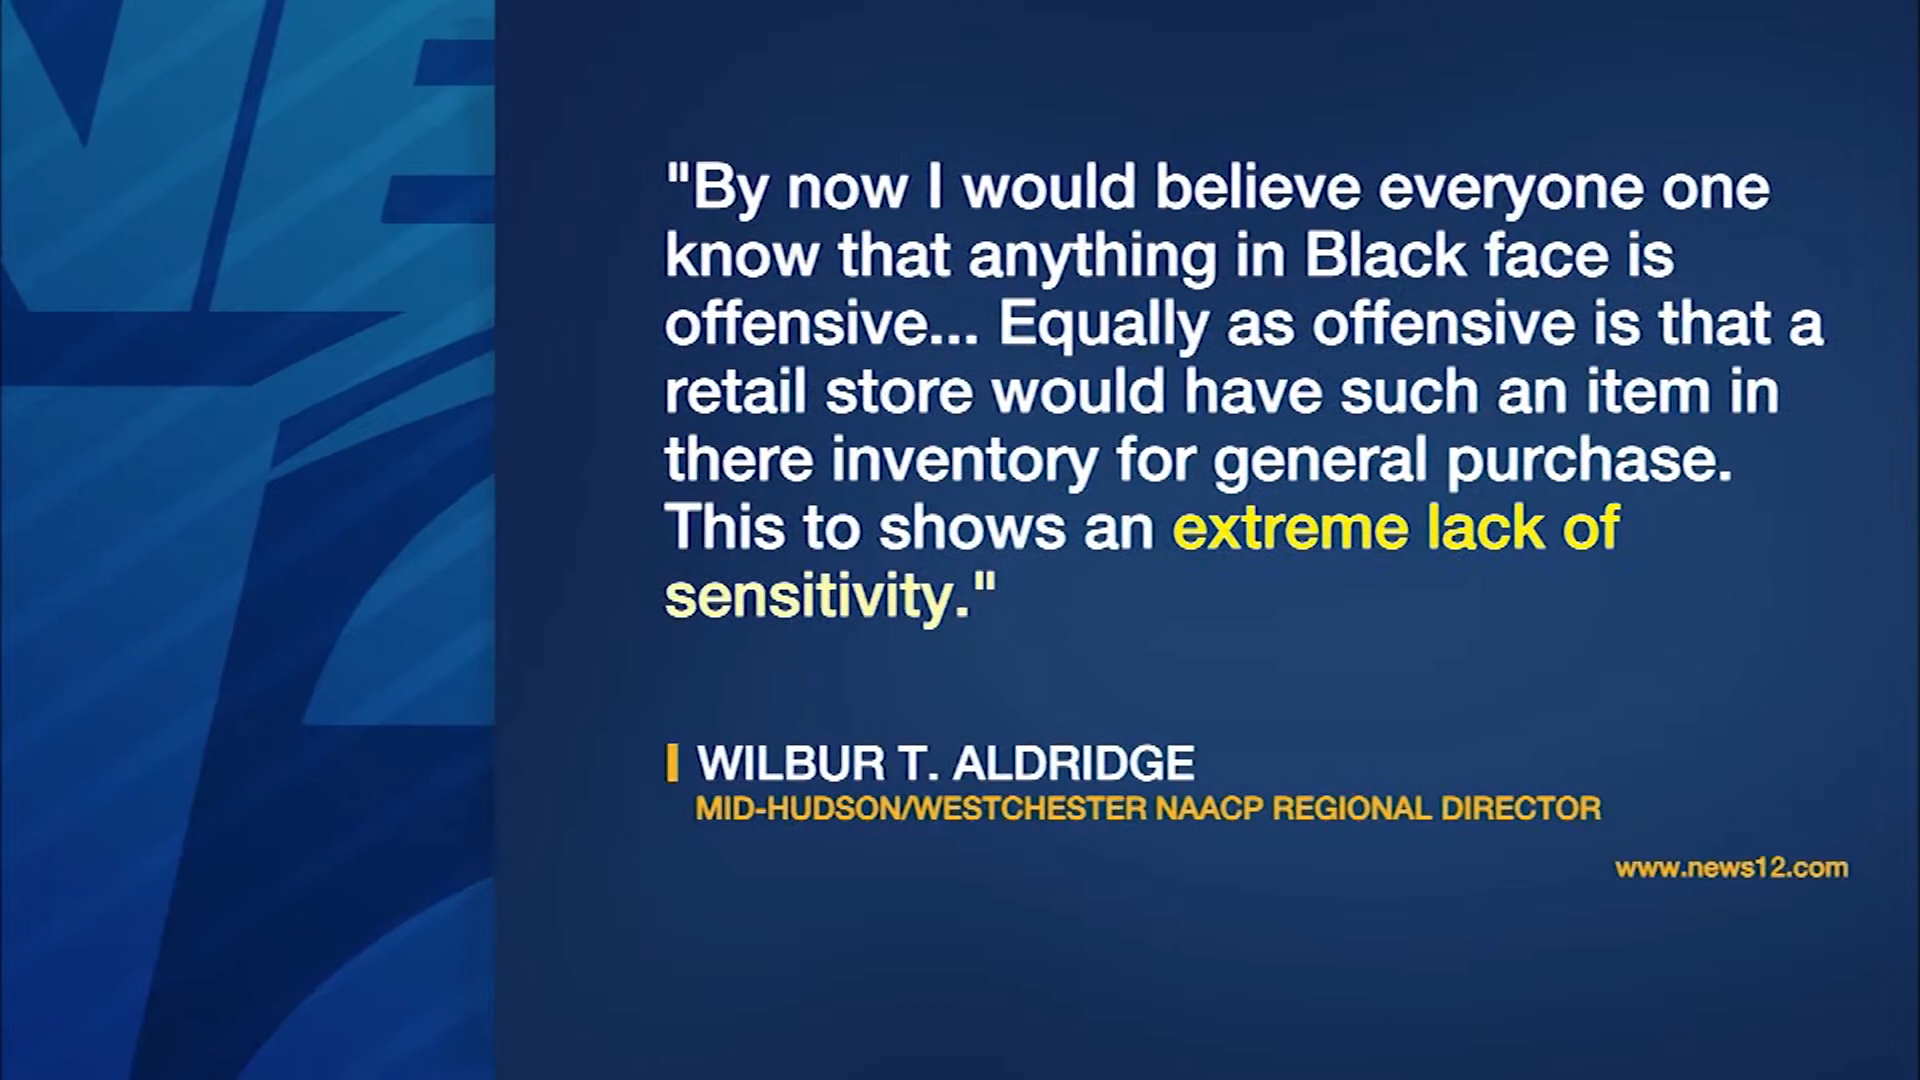 "By now I would believe everyone one
know that anything in Black face is
offensive... Equally as offensive is that a
retail store would have such an item in
there inventory for general purchase.
This to shows an extreme lack of
sensitivity."
WILBUR T. ALDRIDGE
MID-HUDSON/WESTCHESTER NAACP REGIONAL DIRECTOR
www.news12.com